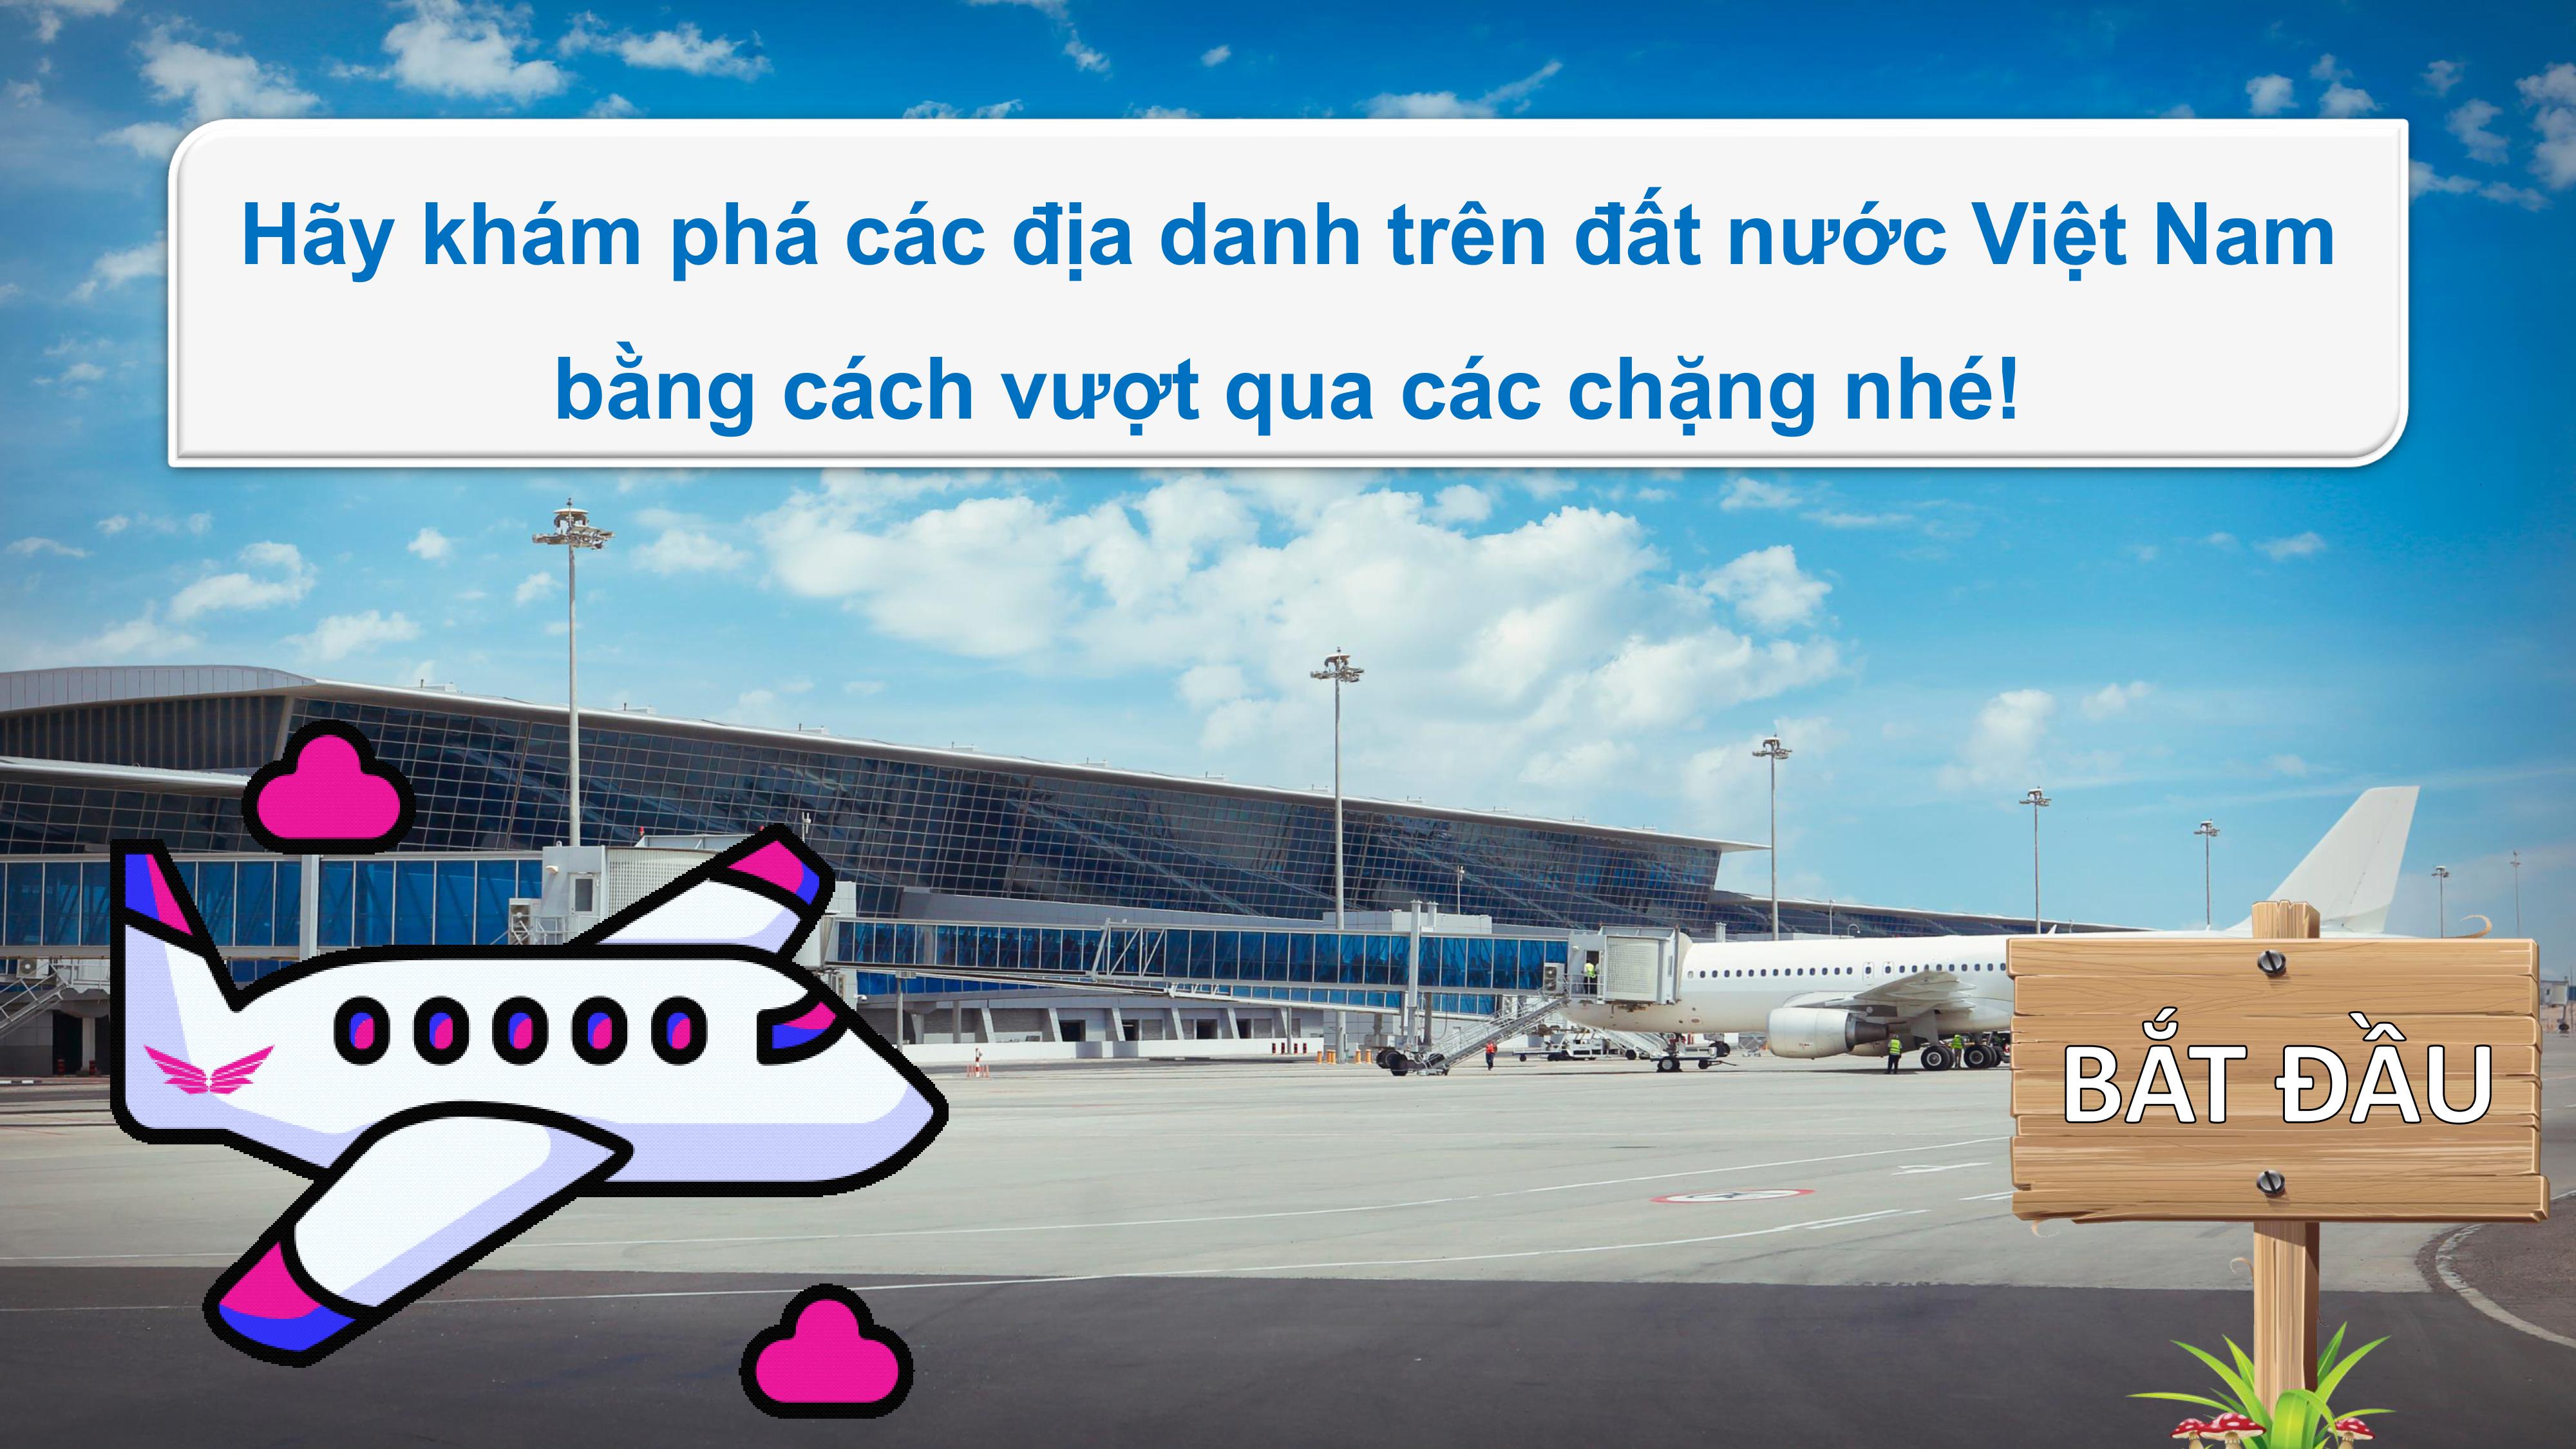 Hãy khám phá các địa danh trên đất nước Việt Nam
bằng cách vượt qua các chặng nhé!
BẮT ĐẦU